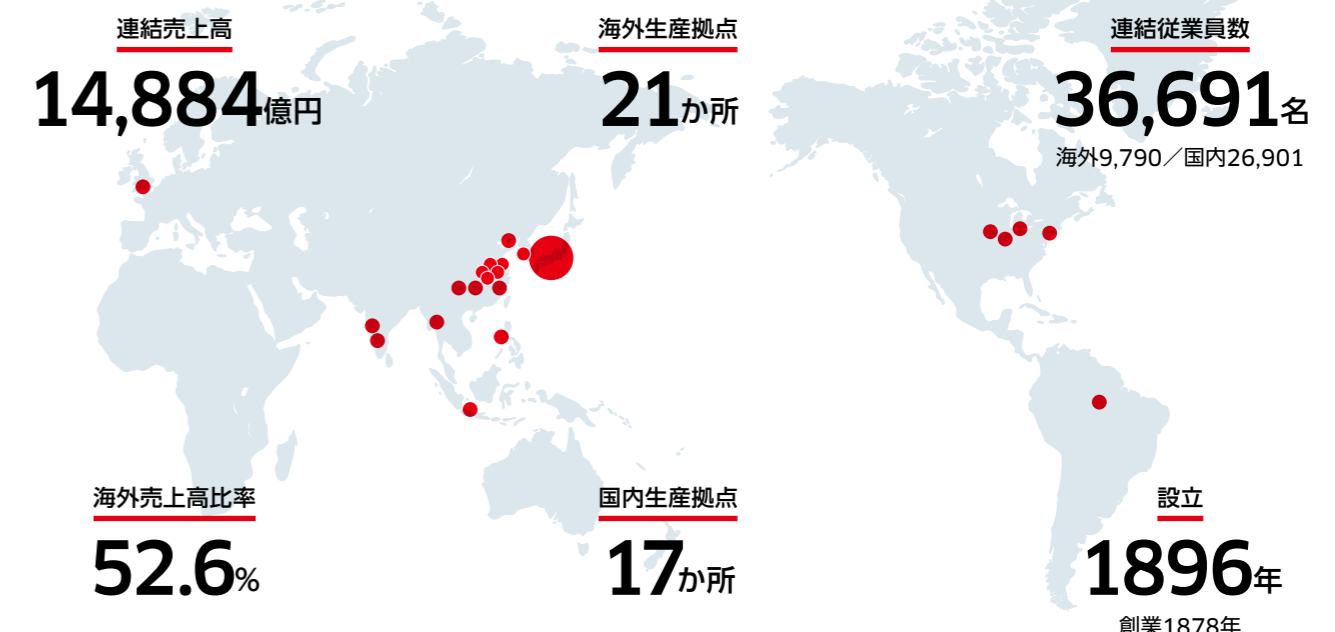 連結売上高
14,884億円
海外生産拠点
21か所
連結従業員数
36,691名
海外9,790／国内26,901
海外売上高比率
52.6%
国内生産拠点
17か所
設立
1896年
創業1878年